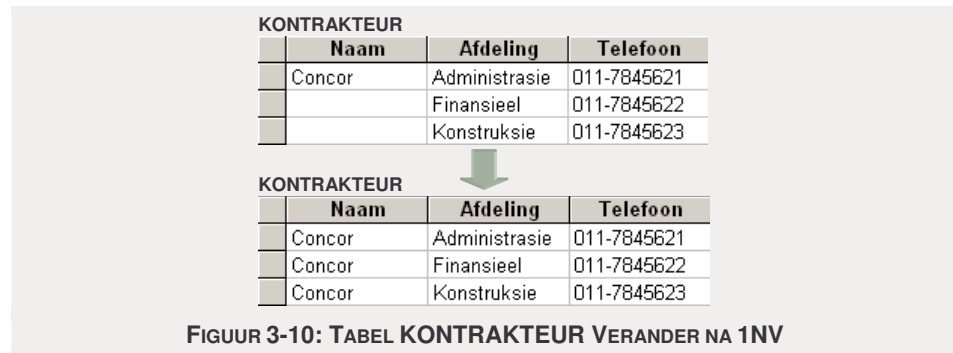 KONTRAKTEUR
Naam Afdeling Telefoon
Concor Administrasie 011-7845621
Finansieel 011-7845622
Konstruksie 011-7845623
KONTRAKTEUR
Naam Afdeling Telefoon
Concor Administrasie 011-7845621
Concor Finansieel 011-7845622
Concor Konstruksie 011-7845623
FIGUUR 3-10: TABEL KONTRAKTEUR VERANDER NA 1NV